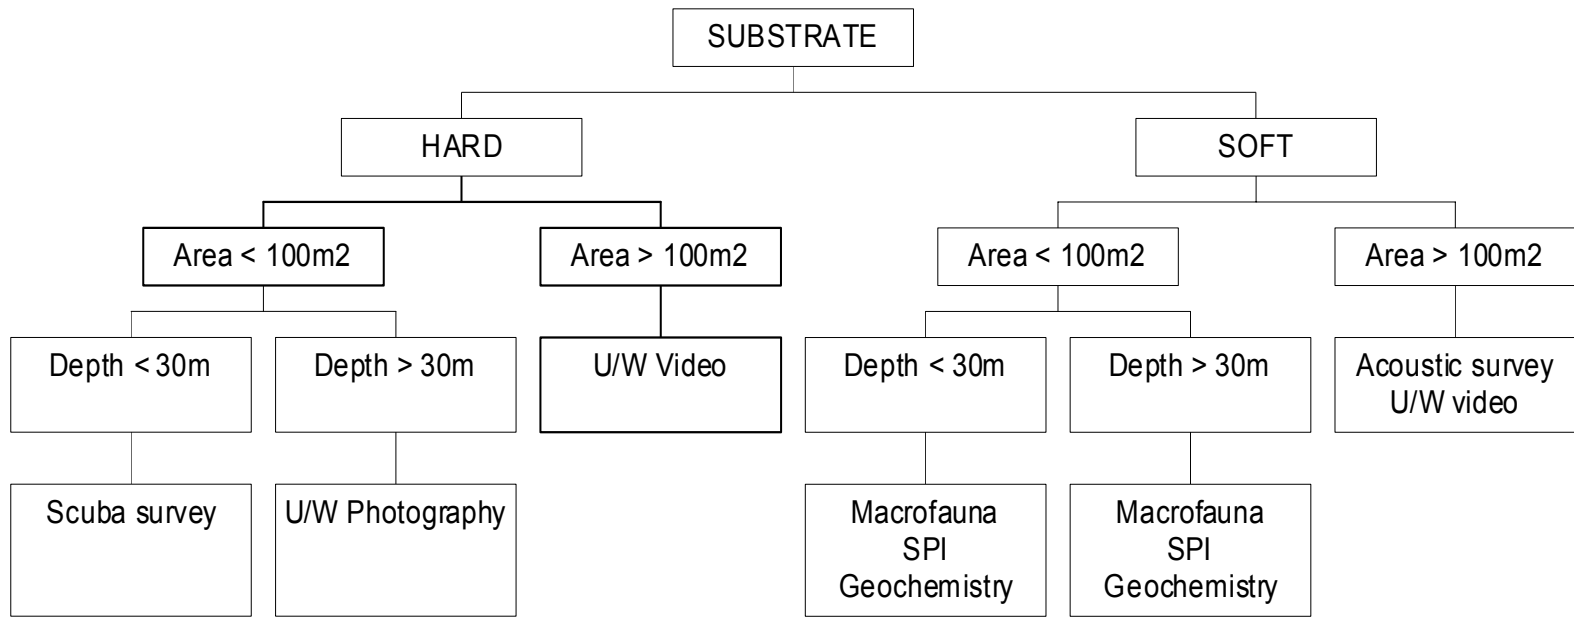 SUBSTRATE
HARD
SOFT
Area < 100m2
Area > 100m2
Area < 100m2
Area > 100m2
Depth < 30m
Depth > 30m
U/W Video
Depth < 30m
Depth > 30m
Acoustic survey
U/W video
Scuba survey
U/W Photography
Macrofauna
SPI
Geochemistry
Macrofauna
SPI
Geochemistry